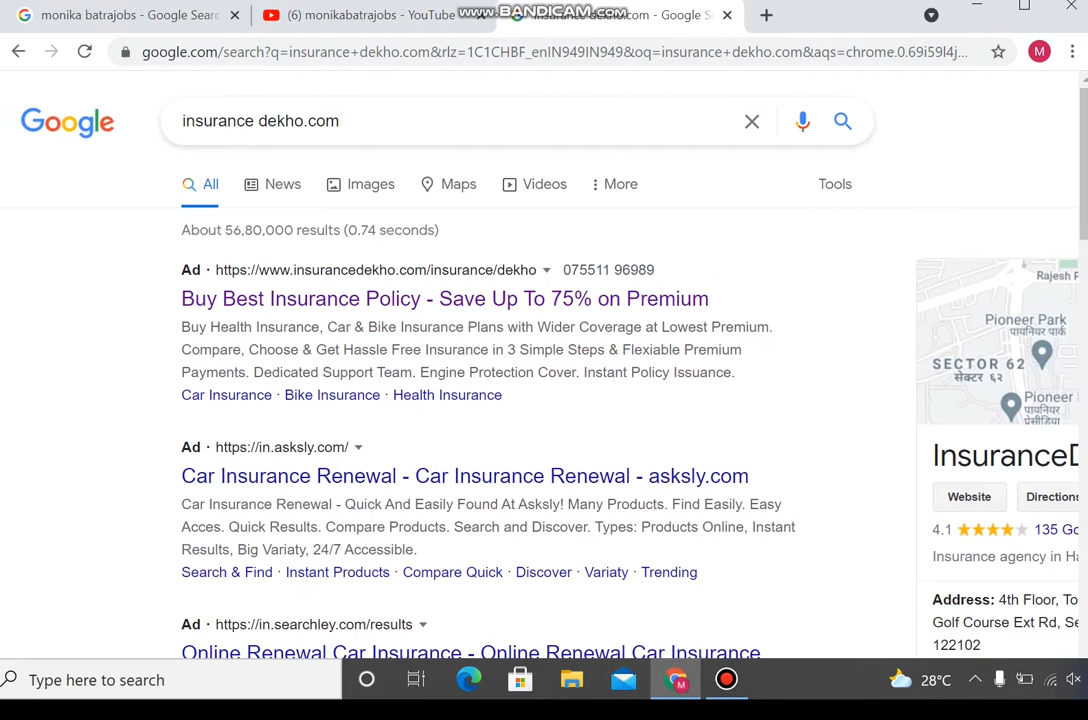 monika batrajobs - Google Searc
(6) monikabatrajobs - YouTube
insurance dekho.com - Google S
www.BANDICAM.com
google.com/search?q=insurance+dekho.com&rlz=1C1CHBF_enIN949IN949&oq=insurance+dekho.com&aqs=chrome.0.69i59l4j...
M
Google
insurance dekho.com
All
News
Images
Maps
Videos
More
Tools
About 56,80,000 results (0.74 seconds)
Ad · https://www.insurancedekho.com/insurance/dekho 075511 96989
Buy Best Insurance Policy - Save Up To 75% on Premium
Buy Health Insurance, Car & Bike Insurance Plans with Wider Coverage at Lowest Premium.
Compare, Choose & Get Hassle Free Insurance in 3 Simple Steps & Flexiable Premium
Payments. Dedicated Support Team. Engine Protection Cover. Instant Policy Issuance.
Car Insurance · Bike Insurance · Health Insurance
Ad · https://in.asksly.com/
Car Insurance Renewal - Car Insurance Renewal - asksly.com
Car Insurance Renewal - Quick And Easily Found At Asksly! Many Products. Find Easily. Easy
Acces. Quick Results. Compare Products. Search and Discover. Types: Products Online, Instant
Results, Big Variaty, 24/7 Accessible.
Search & Find · Instant Products · Compare Quick · Discover · Variaty · Trending
Ad · https://in.searchley.com/results
Online Renewal Car Insurance - Online Renewal Car Insurance
Rajesh P
Pioneer Park
पायनियर पार्क
SECTOR 62
सेक्टर ६२
Pioneer
पायनियर
InsuranceD
Website
Directions
4.1
135 Go
Insurance agency in Ha
Address: 4th Floor, To
Golf Course Ext Rd, Se
122102
Type here to search
M
28°C